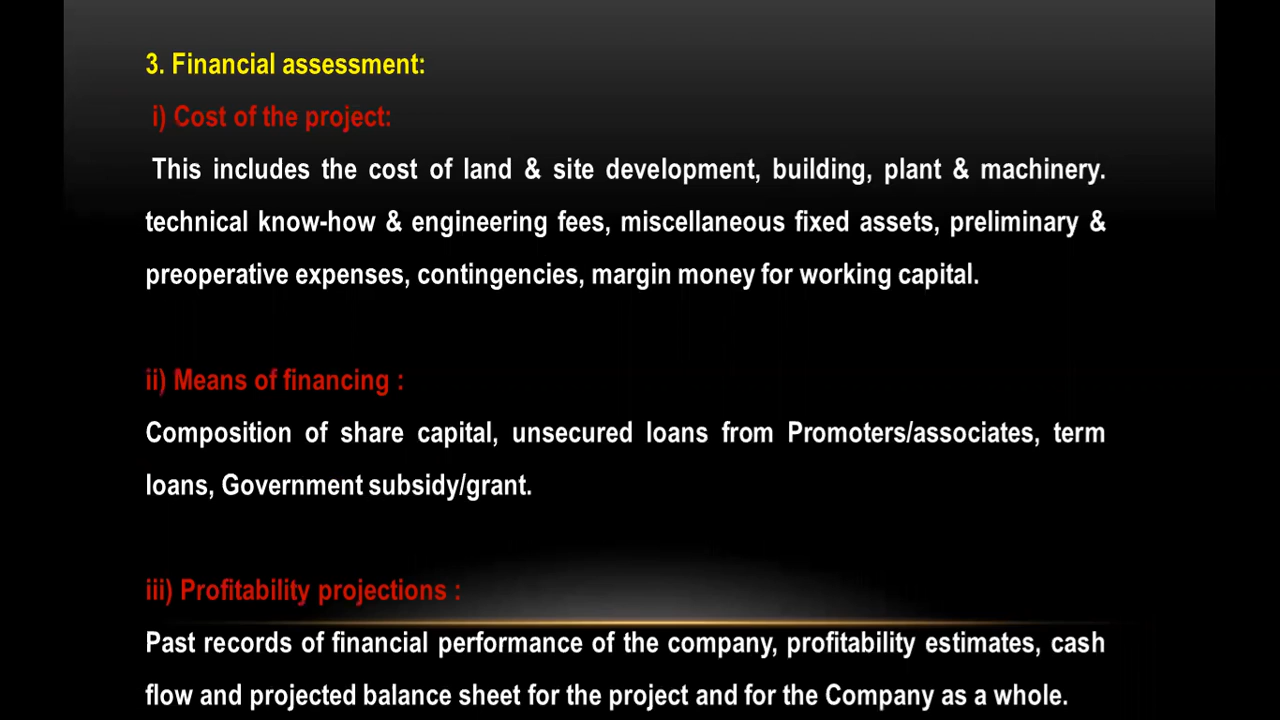 3. Financial assessment:
i) Cost of the project:
This includes the cost of land & site development, building, plant & machinery.
technical know-how & engineering fees, miscellaneous fixed assets, preliminary &
preoperative expenses, contingencies, margin money for working capital.
ii) Means of financing :
Composition of share capital, unsecured loans from Promoters/associates, term
loans, Government subsidy/grant.
iii) Profitability projections :
Past records of financial performance of the company, profitability estimates, cash
flow and projected balance sheet for the project and for the Company as a whole.